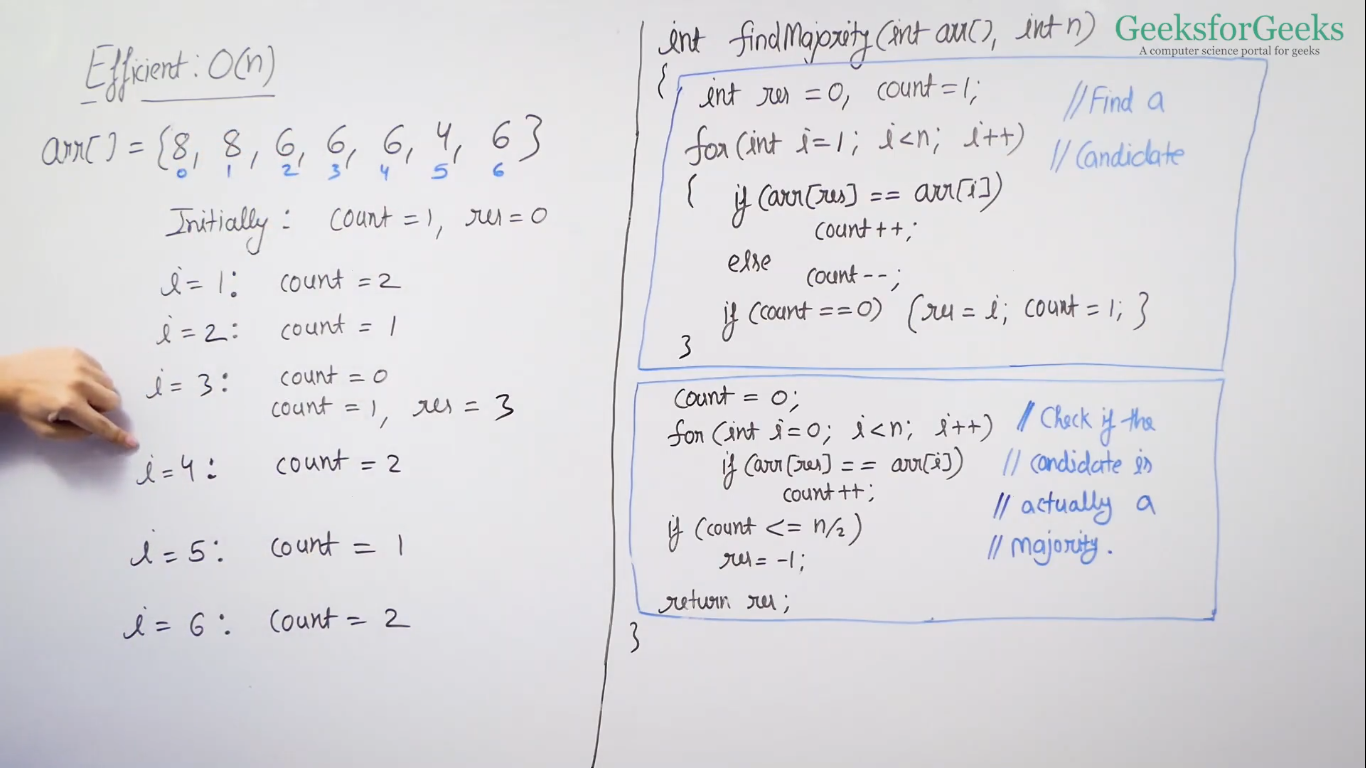 Efficient: O(n)
arr[] = {8, 8, 6, 6, 6, 4, 6}
0 1 2 3 4 5 6
Initially: count = 1, res = 0
i = 1: count = 2
i = 2: count = 1
i = 3: count = 0
count = 1, res = 3
i = 4: count = 2
i = 5: count = 1
i = 6: count = 2
int findMajority(int arr[], int n)
{
int res = 0, count = 1;
for(int i=1; i<n; i++)
{ if (arr[res] == arr[i])
count++;
else
count--;
if (count == 0) {res = i; count = 1; }
}
//Find a
// Candidate
count = 0;
for(int i=0; i<n; i++)
if (arr[res] == arr[i])
count++;
if (count <= n/2)
res = -1;
return res;
}
// Check if the
// candidate is
// actually a
// majority.
GeeksforGeeks
A computer science portal for geeks